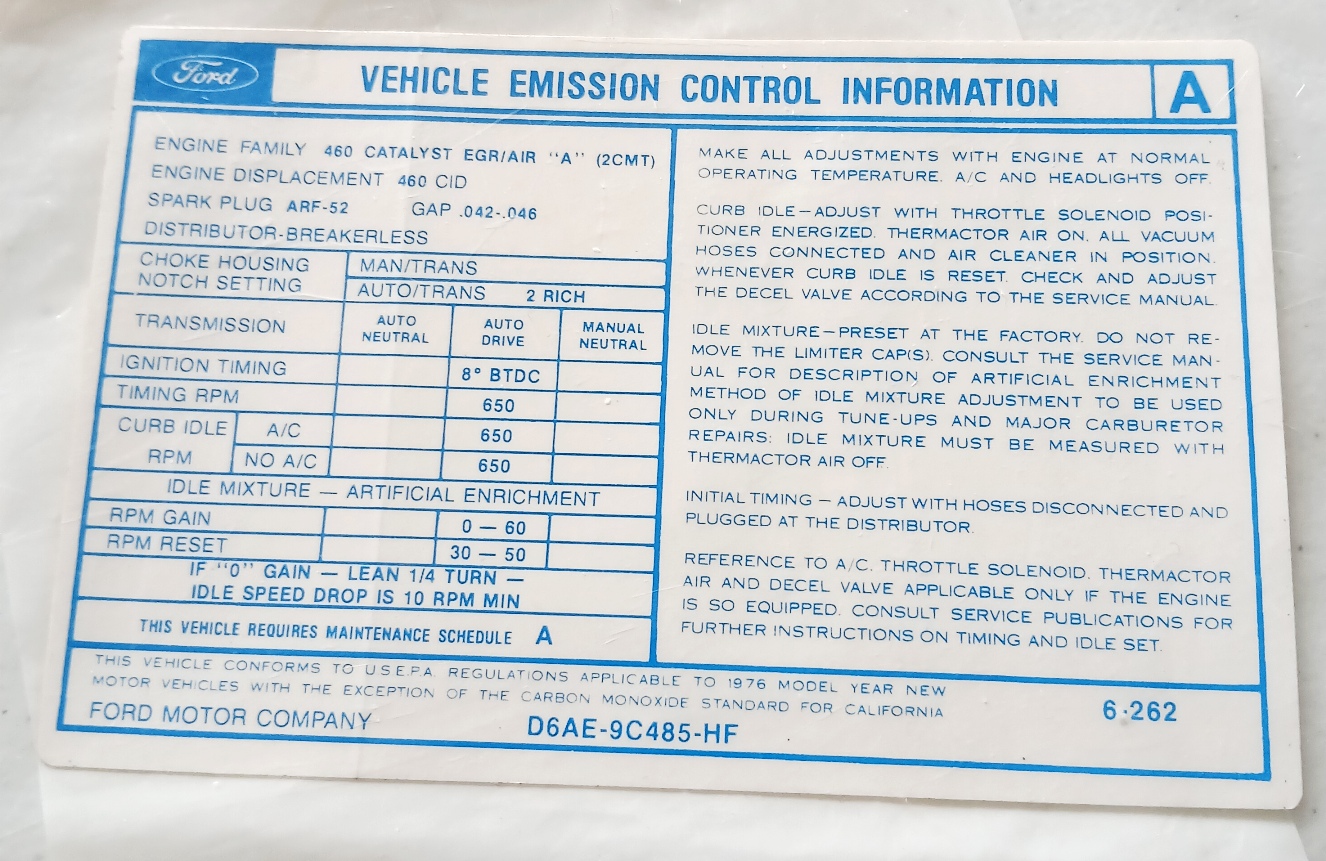 Ford
VEHICLE EMISSION CONTROL INFORMATION
A
ENGINE FAMILY 460 CATALYST EGR/AIR "A" (2CMT)
ENGINE DISPLACEMENT 460 CID
SPARK PLUG ARF-52 GAP .042-.046
DISTRIBUTOR-BREAKERLESS
CHOKE HOUSING
NOTCH SETTING
MAN/TRANS
AUTO/TRANS 2 RICH
TRANSMISSION
AUTO
NEUTRAL
AUTO
DRIVE
MANUAL
NEUTRAL
IGNITION TIMING 8° BTDC
TIMING RPM 650
CURB IDLE
RPM
A/C 650
NO A/C 650
IDLE MIXTURE — ARTIFICIAL ENRICHMENT
RPM GAIN 0 — 60
RPM RESET 30 — 50
IF "0" GAIN — LEAN 1/4 TURN —
IDLE SPEED DROP IS 10 RPM MIN
THIS VEHICLE REQUIRES MAINTENANCE SCHEDULE A
MAKE ALL ADJUSTMENTS WITH ENGINE AT NORMAL
OPERATING TEMPERATURE. A/C AND HEADLIGHTS OFF.
CURB IDLE—ADJUST WITH THROTTLE SOLENOID POSI-
TIONER ENERGIZED. THERMACTOR AIR ON. ALL VACUUM
HOSES CONNECTED AND AIR CLEANER IN POSITION.
WHENEVER CURB IDLE IS RESET. CHECK AND ADJUST
THE DECEL VALVE ACCORDING TO THE SERVICE MANUAL.
IDLE MIXTURE—PRESET AT THE FACTORY. DO NOT RE-
MOVE THE LIMITER CAP(S). CONSULT THE SERVICE MAN-
UAL FOR DESCRIPTION OF ARTIFICIAL ENRICHMENT
METHOD OF IDLE MIXTURE ADJUSTMENT TO BE USED
ONLY DURING TUNE-UPS AND MAJOR CARBURETOR
REPAIRS: IDLE MIXTURE MUST BE MEASURED WITH
THERMACTOR AIR OFF.
INITIAL TIMING — ADJUST WITH HOSES DISCONNECTED AND
PLUGGED AT THE DISTRIBUTOR.
REFERENCE TO A/C. THROTTLE SOLENOID. THERMACTOR
AIR AND DECEL VALVE APPLICABLE ONLY IF THE ENGINE
IS SO EQUIPPED. CONSULT SERVICE PUBLICATIONS FOR
FURTHER INSTRUCTIONS ON TIMING AND IDLE SET.
THIS VEHICLE CONFORMS TO U.S.E.P.A. REGULATIONS APPLICABLE TO 1976 MODEL YEAR NEW
MOTOR VEHICLES WITH THE EXCEPTION OF THE CARBON MONOXIDE STANDARD FOR CALIFORNIA
FORD MOTOR COMPANY D6AE-9C485-HF 6-262